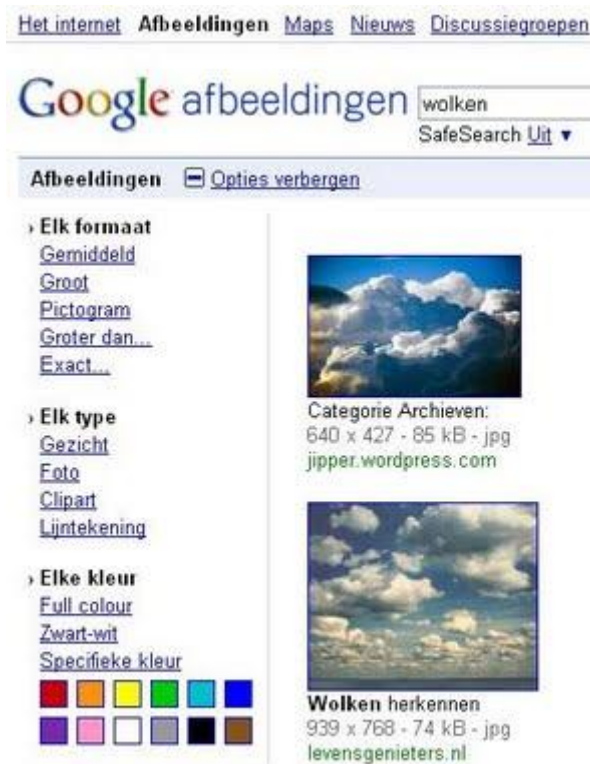 Het internet Afbeeldingen Maps Nieuws Discussiegroepen
Google afbeeldingen wolken
SafeSearch Uit ▼
Afbeeldingen Opties verbergen
› Elk formaat
Gemiddeld
Groot
Pictogram
Groter dan...
Exact...
› Elk type
Gezicht
Foto
Clipart
Lijntekening
› Elke kleur
Full colour
Zwart-wit
Specifieke kleur
Categorie Archieven:
640 x 427 - 85 kB - jpg
jipper.wordpress.com
Wolken herkennen
939 x 768 - 74 kB - jpg
levensgenieters.nl